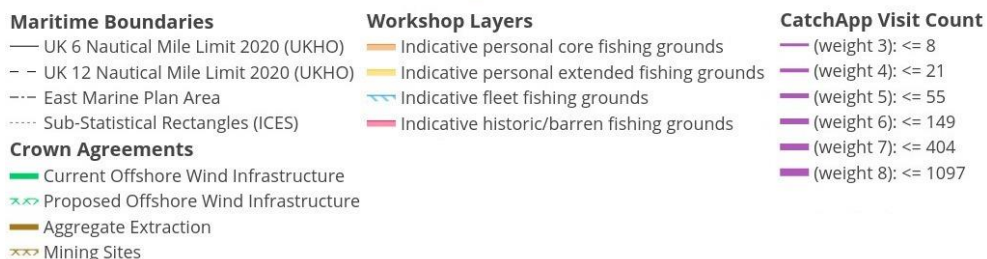 Maritime Boundaries
UK 6 Nautical Mile Limit 2020 (UKHO)
UK 12 Nautical Mile Limit 2020 (UKHO)
East Marine Plan Area
Sub-Statistical Rectangles (ICES)
Crown Agreements
Current Offshore Wind Infrastructure
Proposed Offshore Wind Infrastructure
Aggregate Extraction
Mining Sites
Workshop Layers
Indicative personal core fishing grounds
Indicative personal extended fishing grounds
Indicative fleet fishing grounds
Indicative historic/barren fishing grounds
CatchApp Visit Count
(weight 3): <= 8
(weight 4): <= 21
(weight 5): <= 55
(weight 6): <= 149
(weight 7): <= 404
(weight 8): <= 1097